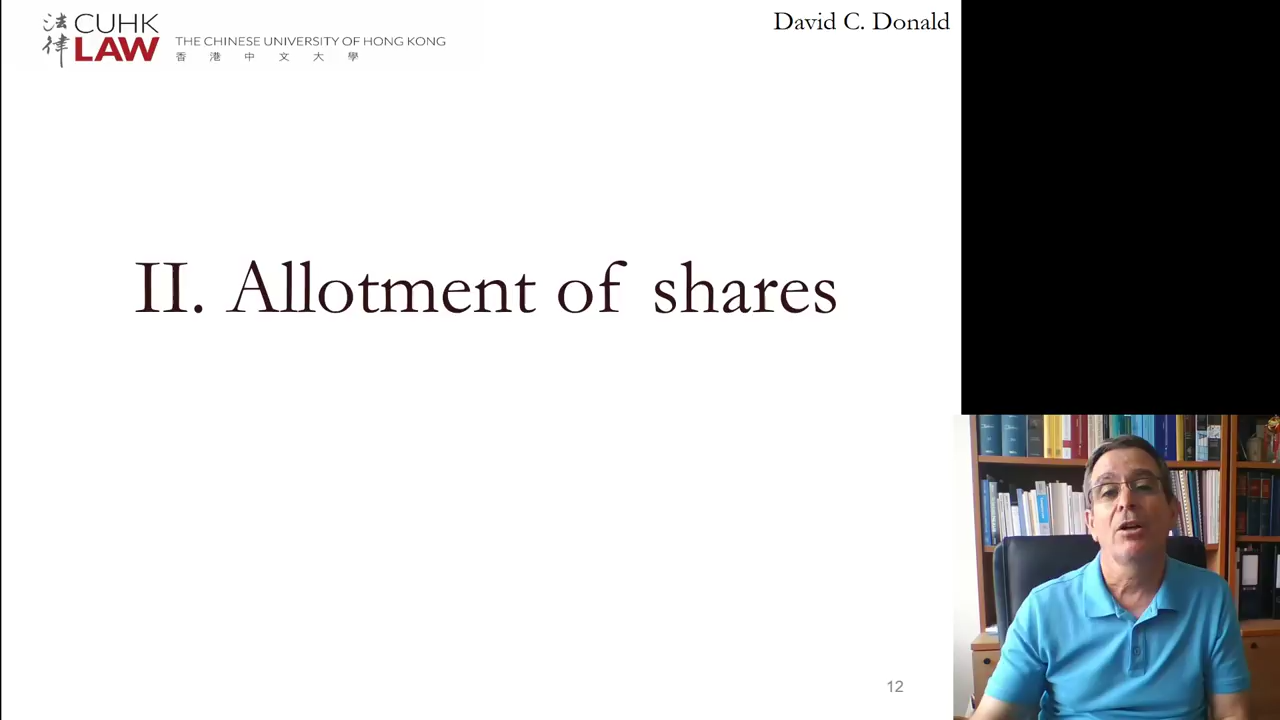 法律
CUHK
LAW
THE CHINESE UNIVERSITY OF HONG KONG
香港中文大學
David C. Donald
II. Allotment of shares
12